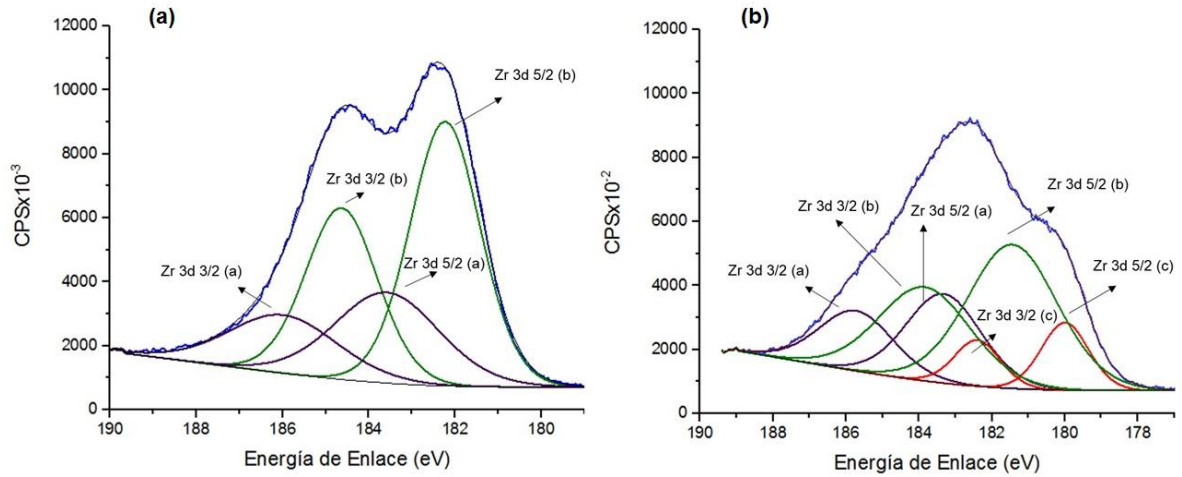 (a)
12000
10000
8000
6000
4000
2000
0
CPSx10-3
190
188
186
184
182
180
Energía de Enlace (eV)
Zr 3d 5/2 (b)
Zr 3d 3/2 (b)
Zr 3d 3/2 (a)
Zr 3d 5/2 (a)
(b)
12000
10000
8000
6000
4000
2000
0
CPSx10-2
190
188
186
184
182
180
178
Energía de Enlace (eV)
Zr 3d 5/2 (b)
Zr 3d 3/2 (b)
Zr 3d 5/2 (a)
Zr 3d 3/2 (a)
Zr 3d 5/2 (c)
Zr 3d 3/2 (c)